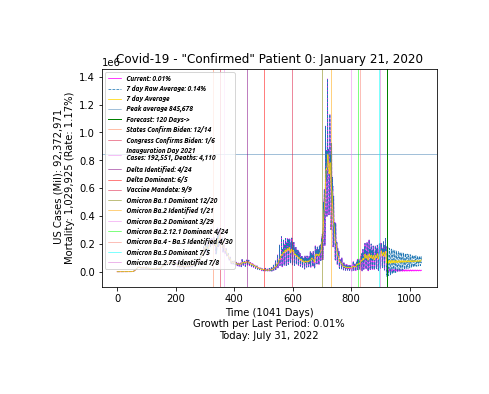 Covid-19 - "Confirmed" Patient 0: January 21, 2020
1e6
1.4
1.2
1.0
0.8
0.6
0.4
0.2
0.0
US Cases (Mil): 92,372,971
Mortality: 1,029,925 (Rate: 1.17%)
Current: 0.01%
7 day Raw Average: 0.14%
7 day Average
Peak average 845,678
Forecast: 120 Days->
States Confirm Biden: 12/14
Congress Confirms Biden: 1/6
Inauguration Day 2021
Cases: 192,551, Deaths: 4,110
Delta Identified: 4/24
Delta Dominant: 6/5
Vaccine Mandate: 9/9
Omicron Ba.1 Dominant 12/20
Omicron Ba.2 Identified 1/21
Omicron Ba.2 Dominant 3/29
Omicron Ba.2.12.1 Dominant 4/24
Omicron Ba.4 - Ba.5 Identified 4/30
Omicron Ba.5 Dominant 7/5
Omicron Ba.2.75 Identified 7/8
0 200 400 600 800 1000
Time (1041 Days)
Growth per Last Period: 0.01%
Today: July 31, 2022